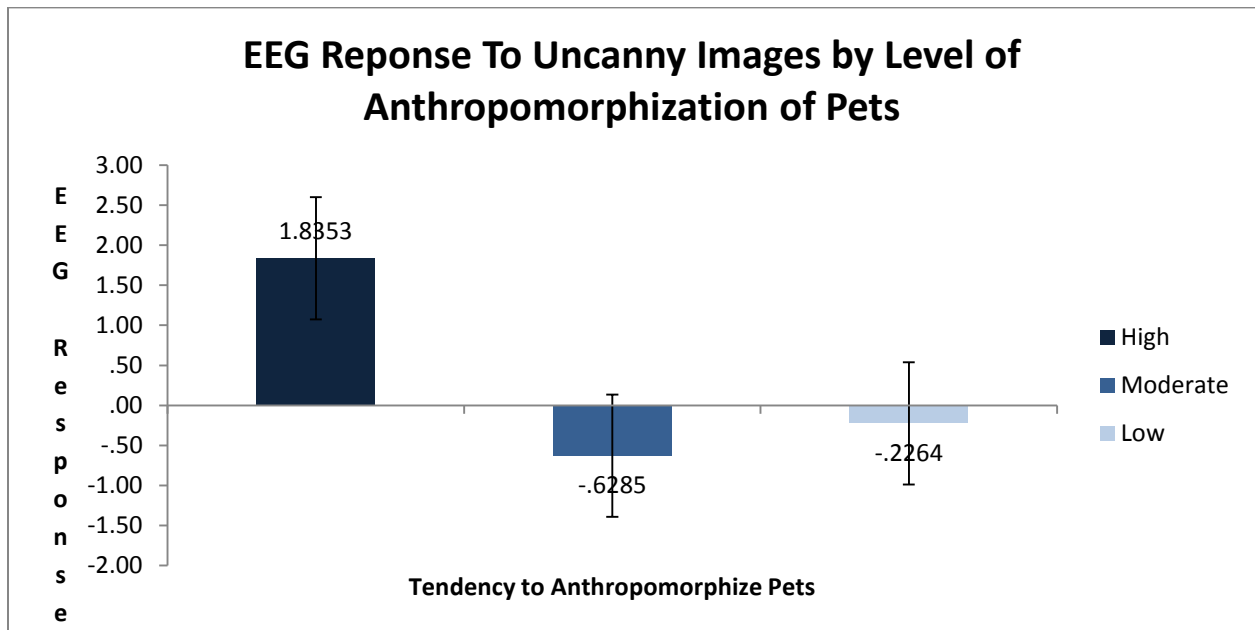 EEG Reponse To Uncanny Images by Level of
Anthropomorphization of Pets
EEG Response
3.00
2.50
2.00
1.50
1.00
.50
.00
-.50
-1.00
-1.50
-2.00
1.8353
-.6285
-.2264
Tendency to Anthropomorphize Pets
High
Moderate
Low